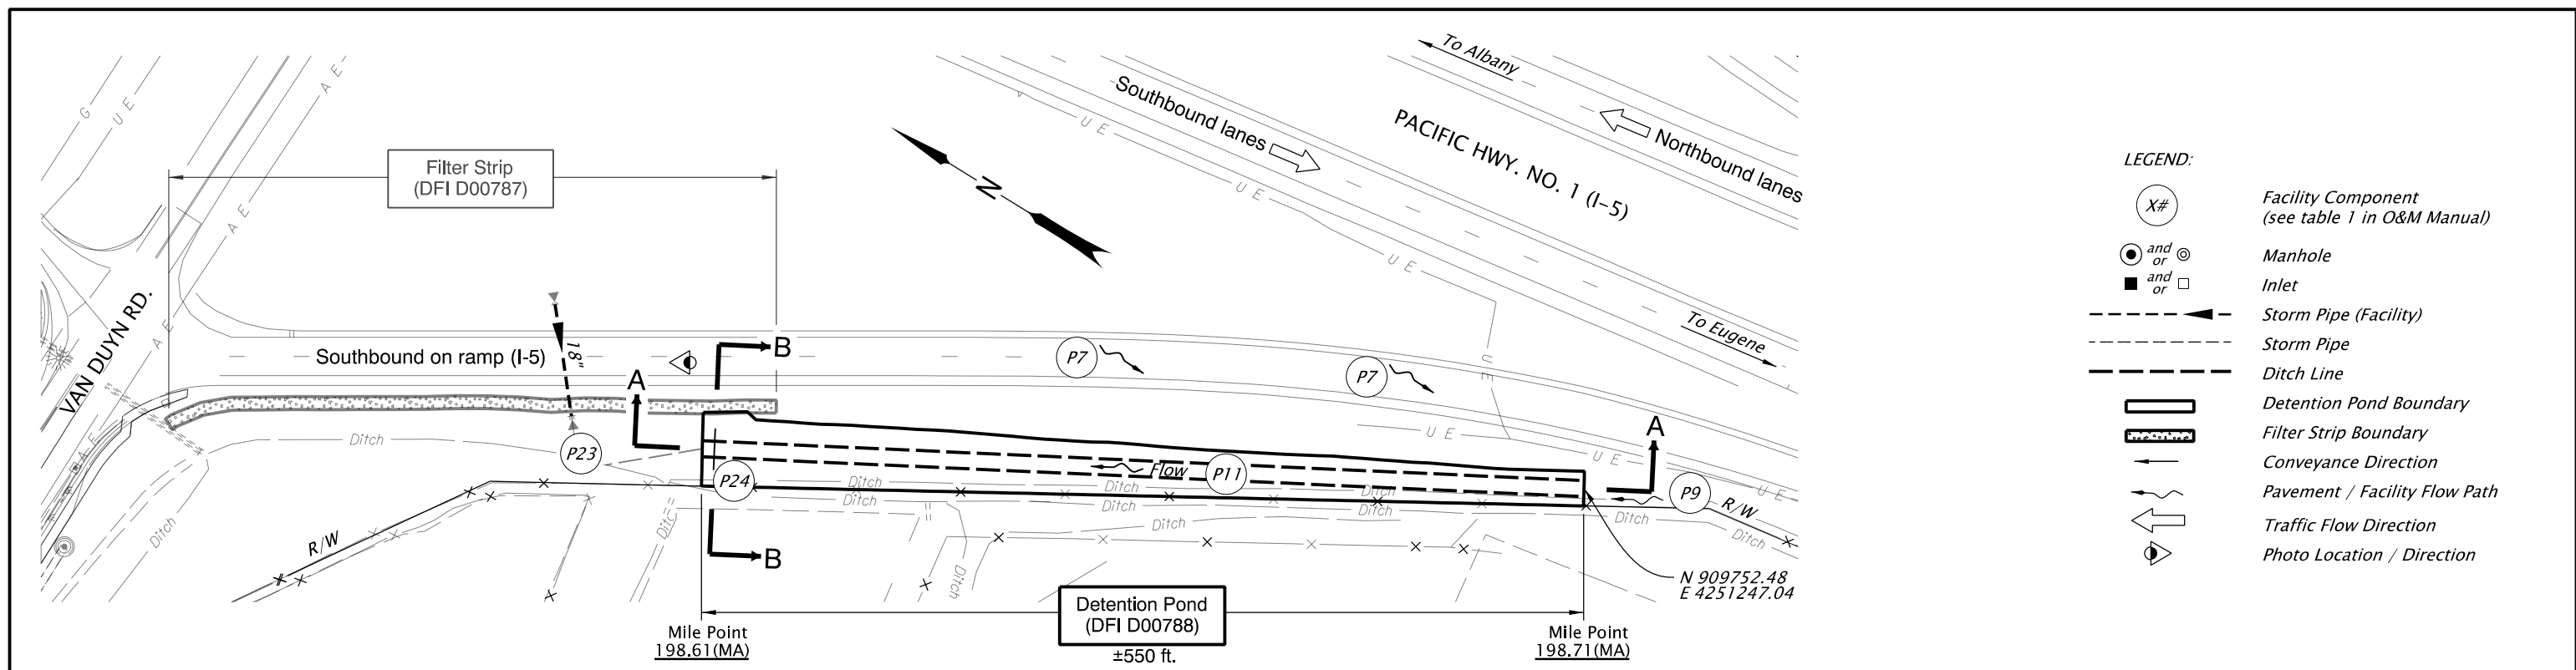 To Albany
Southbound lanes
PACIFIC HWY. NO. 1 (I-5)
Northbound lanes
To Eugene
G
U E
A E
A E
A E
A E
Filter Strip
(DFI D00787)
N
U E
U E
U E
U E
U E
U E
U E
VAN DUYN RD.
Southbound on ramp (I-5)
18"
B
A
P7
P7
A
Ditch
P23
P24
Flow
P11
P9
R/W
Ditch
Ditch
Ditch
Ditch
Ditch
Ditch
Ditch
Ditch
Ditch
Ditch
Ditch
Ditch
Ditch
R/W
B
N 909752.48
E 4251247.04
Detention Pond
(DFI D00788)
±550 ft.
Mile Point
198.61(MA)
Mile Point
198.71(MA)
LEGEND:
X#
Facility Component
(see table 1 in O&M Manual)
and
or
Manhole
and
or
Inlet
Storm Pipe (Facility)
Storm Pipe
Ditch Line
Detention Pond Boundary
Filter Strip Boundary
Conveyance Direction
Pavement / Facility Flow Path
Traffic Flow Direction
Photo Location / Direction